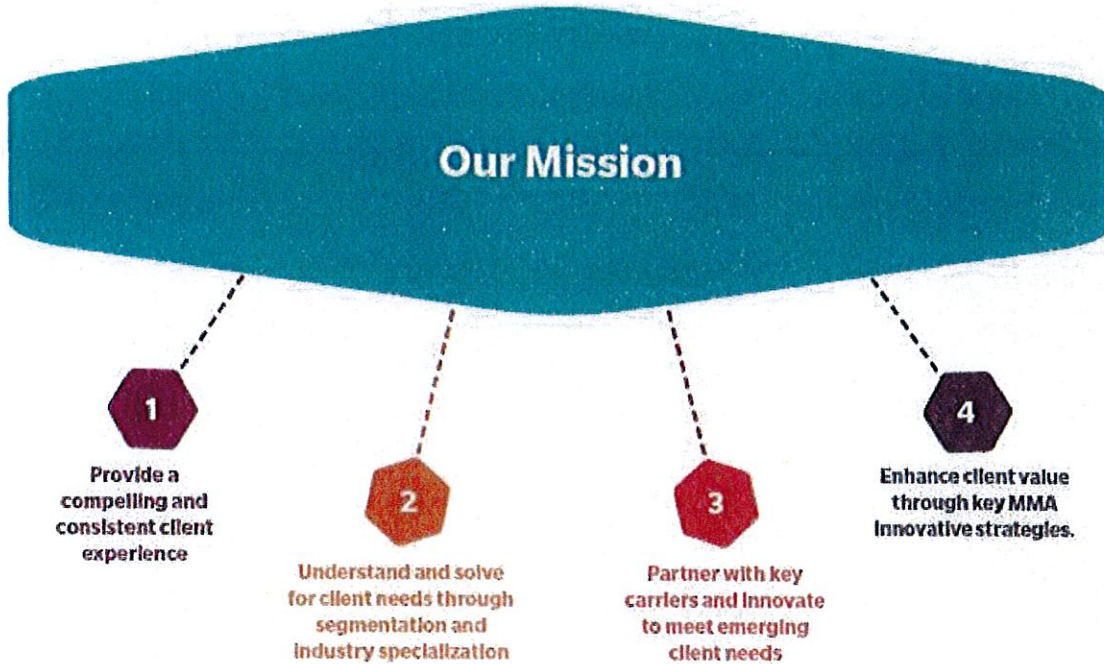 Our Mission
1
Provide a
compelling and
consistent client
experience
2
Understand and solve
for client needs through
segmentation and
industry specialization
3
Partner with key
carriers and innovate
to meet emerging
client needs
4
Enhance client value
through key MMA
innovative strategies.